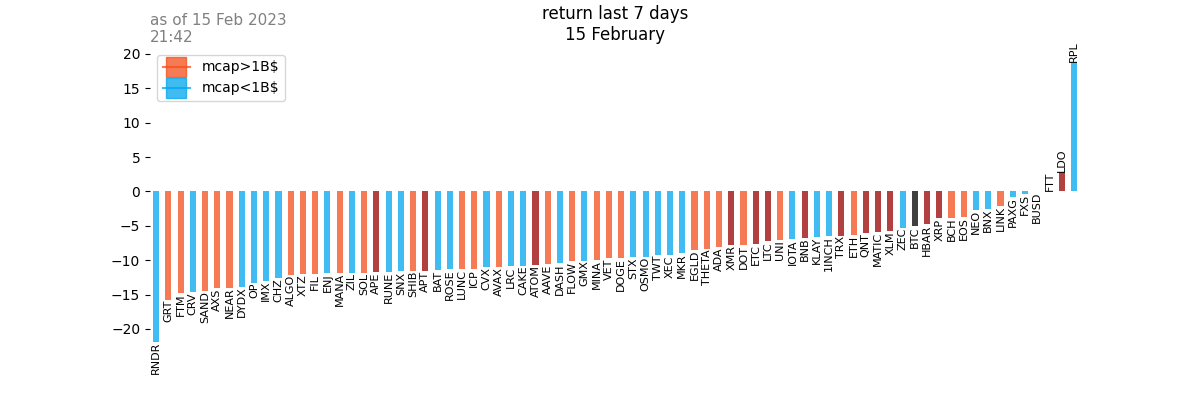 as of 15 Feb 2023
21:42
return last 7 days
15 February
mcap>1B$
mcap<1B$
20
15
10
5
0
−5
−10
−15
−20
RNDR
GRT
FTM
CRV
SAND
AXS
NEAR
DYDX
OP
IMX
CHZ
ALGO
XTZ
FIL
ENJ
MANA
ZIL
SOL
APE
RUNE
SNX
SHIB
APT
BAT
ROSE
LUNC
ICP
CVX
AVAX
LRC
CAKE
ATOM
AAVE
DASH
FLOW
GMX
MINA
VET
DOGE
STX
OSMO
TWT
XEC
MKR
EGLD
THETA
ADA
XMR
DOT
ETC
LTC
UNI
IOTA
BNB
KLAY
1INCH
TRX
ETH
QNT
MATIC
XLM
ZEC
BTC
HBAR
XRP
BCH
EOS
NEO
BNX
LINK
PAXG
FXS
BUSD
FTT
LDO
RPL